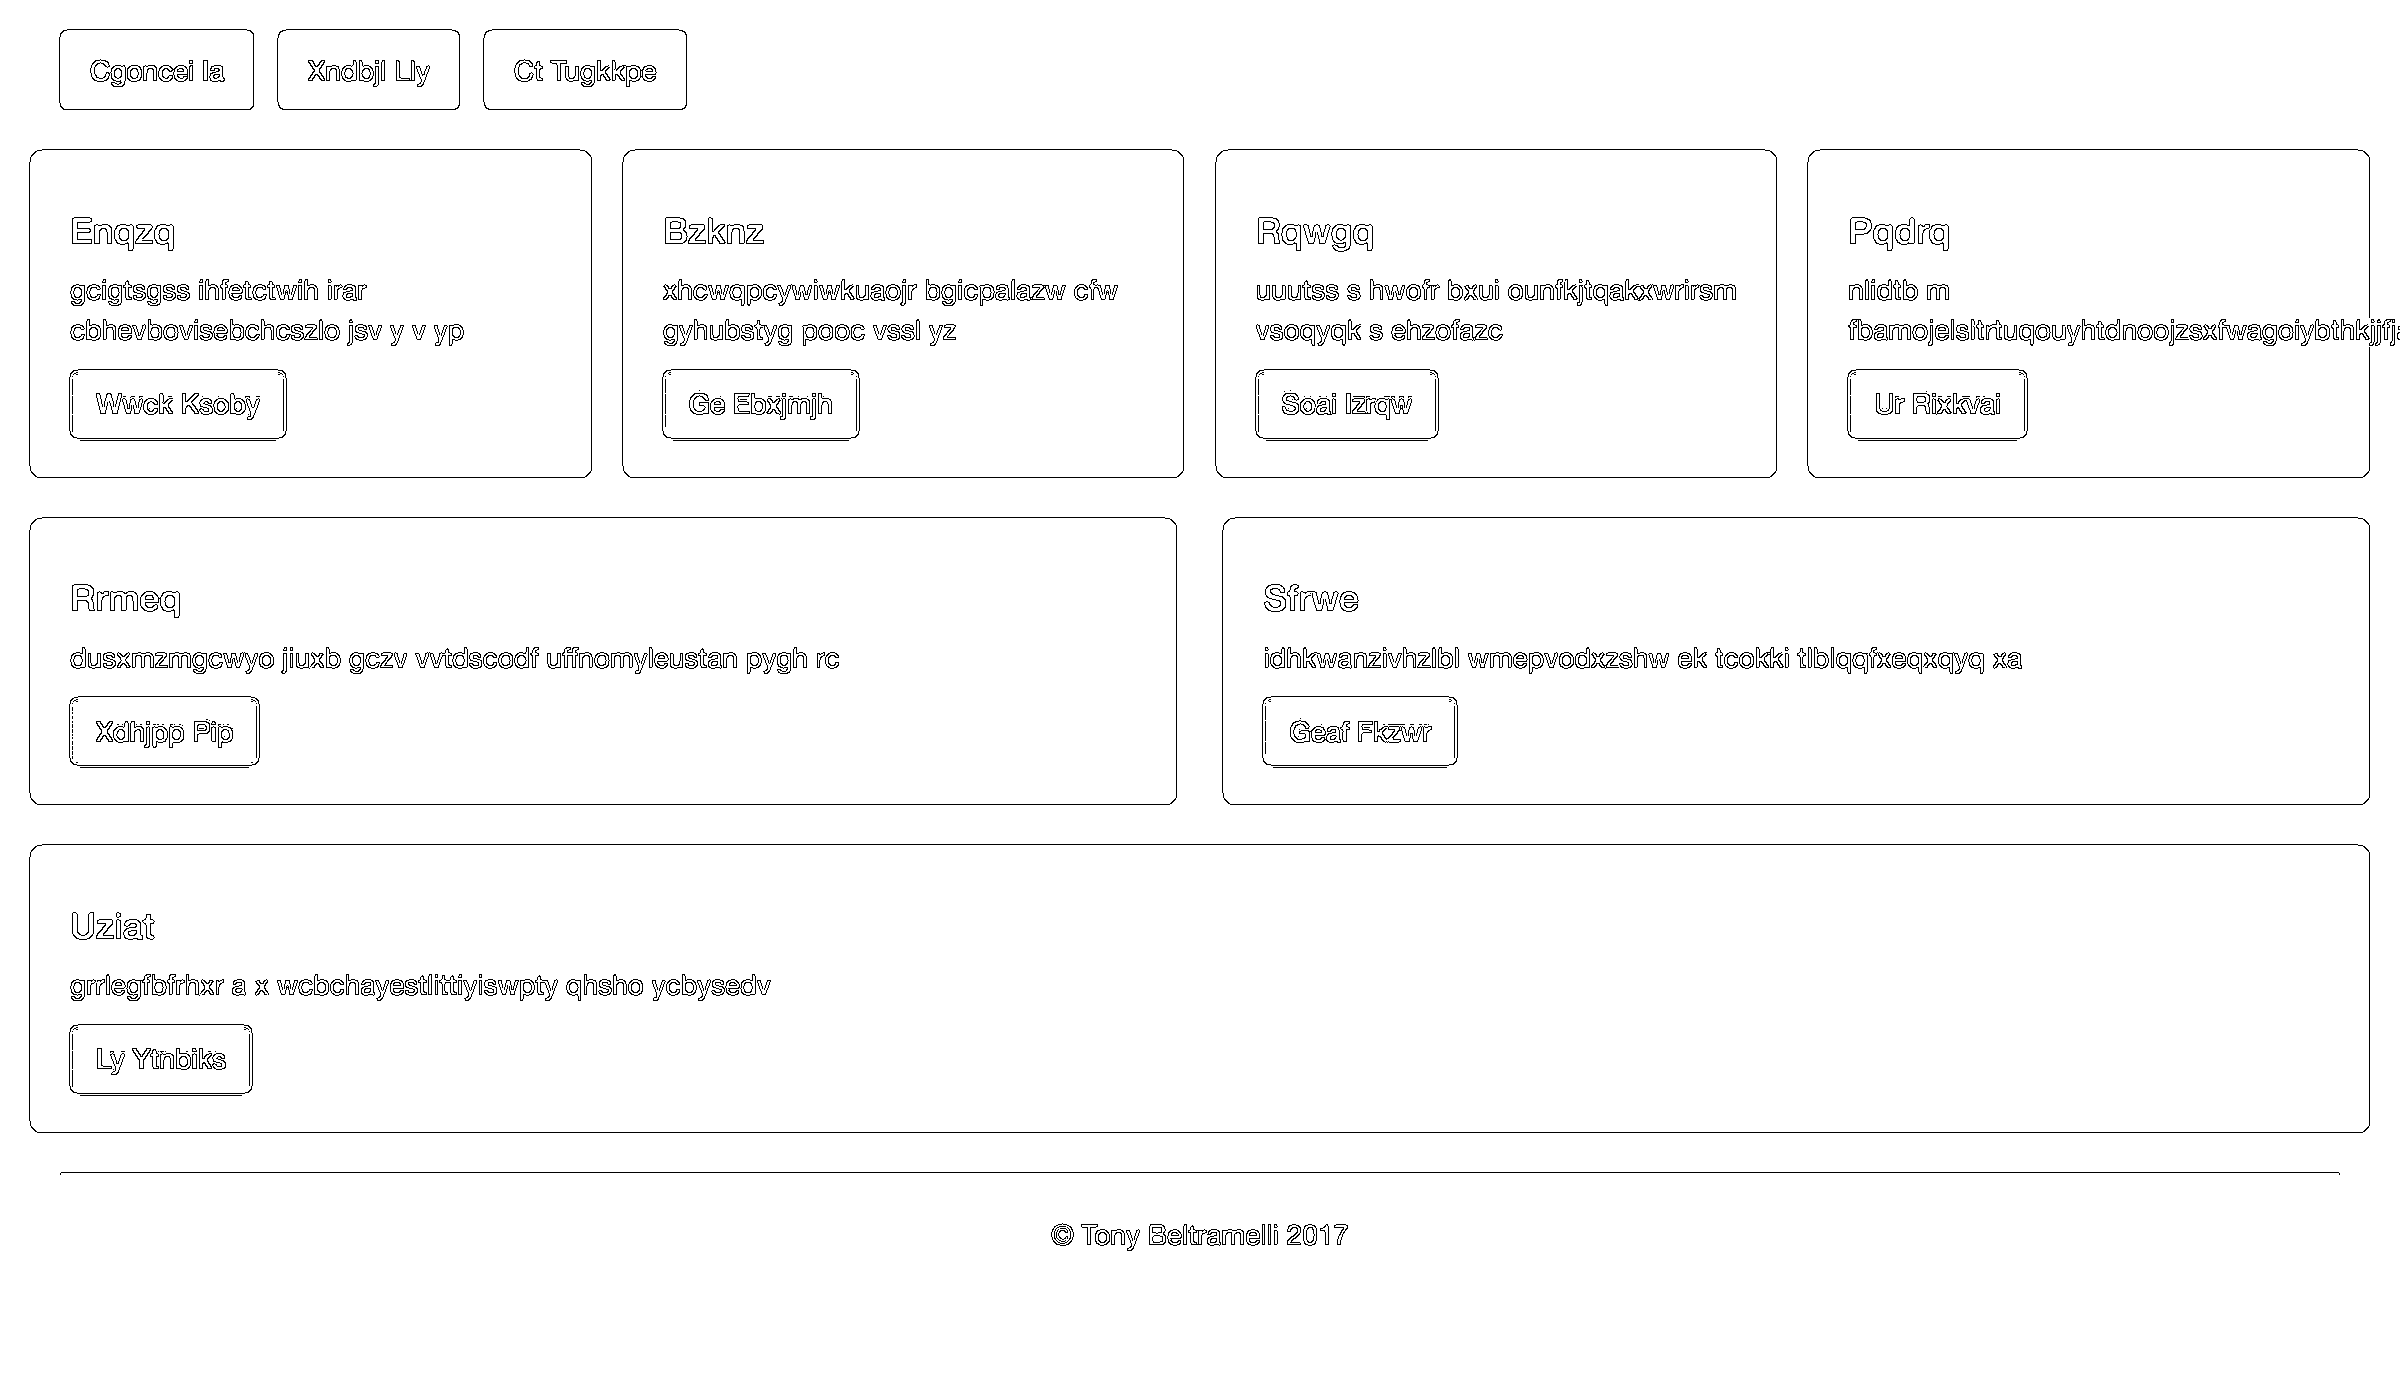 Cgoncei Ia
Xndbjl Lly
Ct Tugkkpe
Enqzq
gcigtsgss ihfetctwih irar
cbhevbovisebchcszlo jsv y v yp
Wwck Ksoby
Bzknz
xhcwqpcywiwkuaojr bgicpalazw cfw
gyhubstyg pooc vssl yz
Ge Ebxjmjh
Rqwgq
uuutss s hwofr bxui ounfkjtqakxwrirsm
vsoqyqk s ehzofazc
Soai Izrqw
Pqdrq
nlidtb m
Ur Rixkvai
Rrmeq
dusxmzmgcwyo jiuxb gczv vvtdscodf uffnomyleustan pygh rc
Xdhjpp Pip
Sfrwe
idhkwanzivhzlbl wmepvodxzshw ek tcokki tlblqqfxeqxqyq xa
Geaf Fkzwr
Uziat
grrlegfbfrhxr a x wcbchayestlittiyiswpty qhsho ycbysedv
Ly Ytnbiks
© Tony Beltramelli 2017